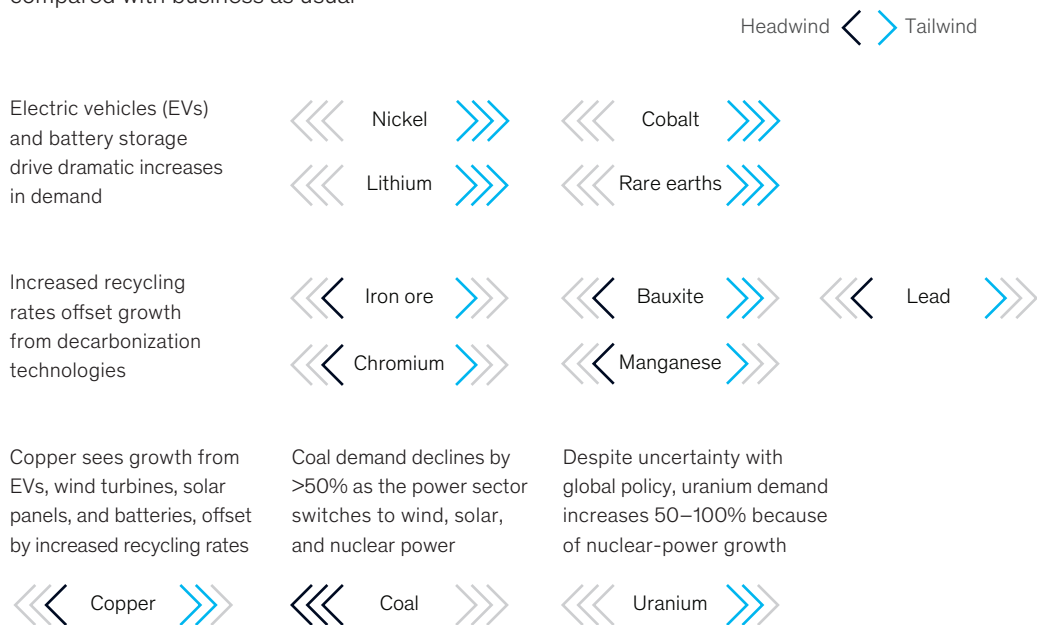 compared with business as usual
Headwind Tailwind
Electric vehicles (EVs)
and battery storage
drive dramatic increases
in demand
Nickel Cobalt
Lithium Rare earths
Increased recycling
rates offset growth
from decarbonization
technologies
Iron ore Bauxite Lead
Chromium Manganese
Copper sees growth from
EVs, wind turbines, solar
panels, and batteries, offset
by increased recycling rates
Copper
Coal demand declines by
>50% as the power sector
switches to wind, solar,
and nuclear power
Coal
Despite uncertainty with
global policy, uranium demand
increases 50–100% because
of nuclear-power growth
Uranium